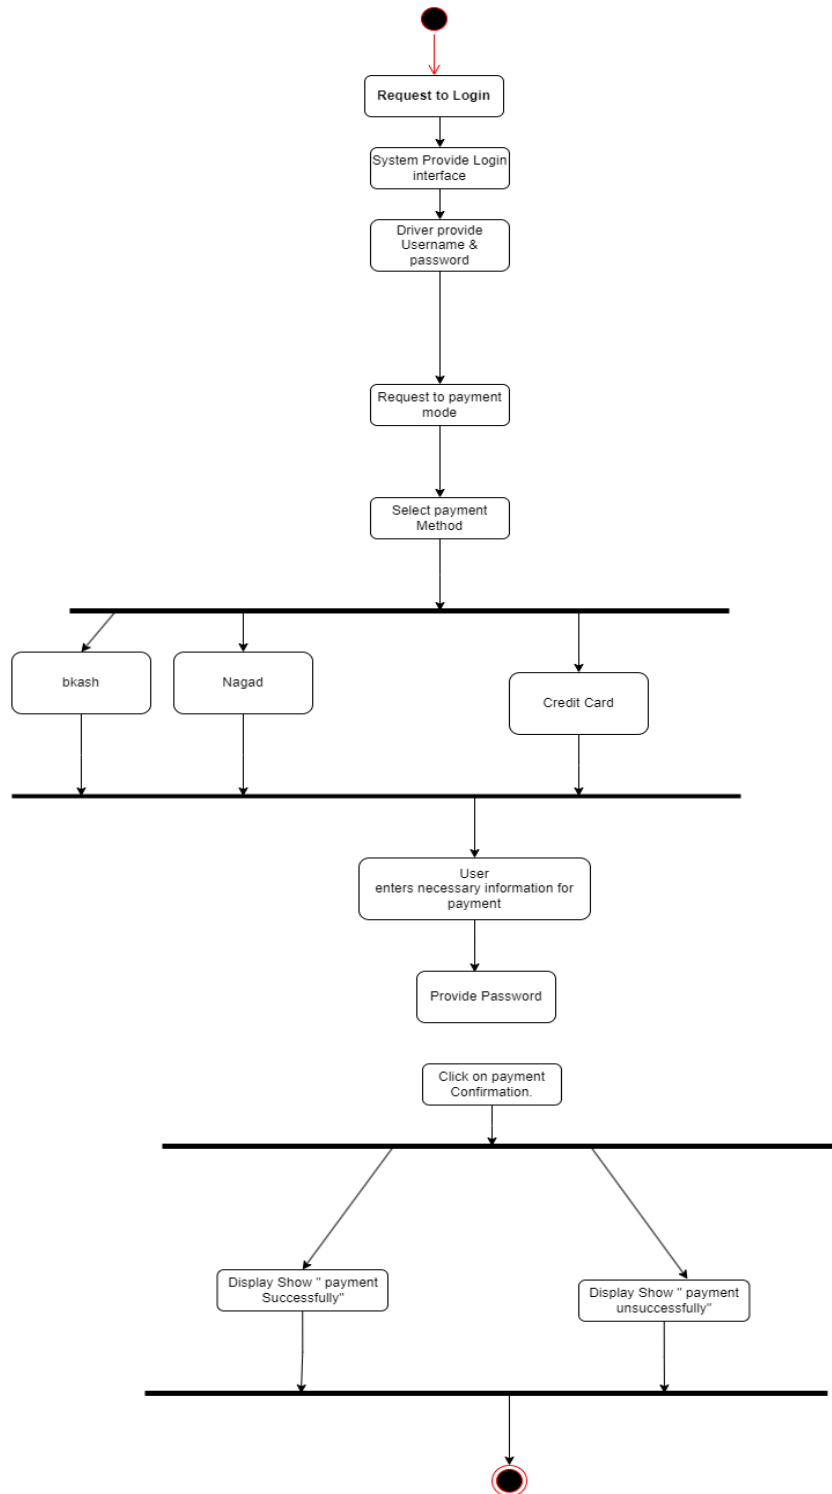 Request to Login
System Provide Login
interface
Driver provide
Username &
password
Request to payment
mode
Select payment
Method
bkash
Nagad
Credit Card
User
enters necessary information for
payment
Provide Password
Click on payment
Confirmation.
Display Show " payment
Successfully"
Display Show " payment
unsuccessfully"